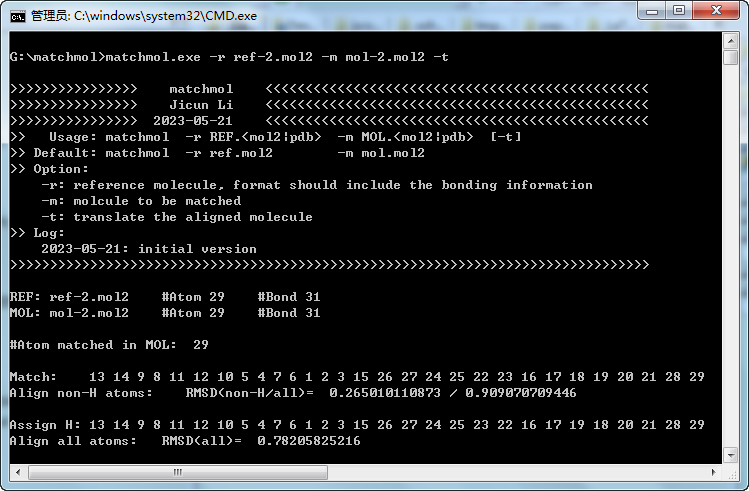 管理员: C:\windows\system32\CMD.exe
G:\matchmol>matchmol.exe -r ref-2.mol2 -m mol-2.mol2 -t
>>>>>>>>>>>>>>>>    matchmol    <<<<<<<<<<<<<<<<<<<<<<<<<<<<<<<<<<<<<<<<<<<<<<<<
>>>>>>>>>>>>>>>>    Jicun Li    <<<<<<<<<<<<<<<<<<<<<<<<<<<<<<<<<<<<<<<<<<<<<<<<
>>>>>>>>>>>>>>>>  2023-05-21    <<<<<<<<<<<<<<<<<<<<<<<<<<<<<<<<<<<<<<<<<<<<<<<<
>>   Usage: matchmol  -r REF.<mol2|pdb>  -m MOL.<mol2|pdb>  [-t]
>> Default: matchmol  -r ref.mol2        -m mol.mol2
>> Option:
    -r: reference molecule, format should include the bonding information
    -m: molcule to be matched
    -t: translate the aligned molecule
>> Log:
    2023-05-21: initial version
>>>>>>>>>>>>>>>>>>>>>>>>>>>>>>>>>>>>>>>>>>>>>>>>>>>>>>>>>>>>>>>>>>>>>>>>>>>>>>>>
REF: ref-2.mol2    #Atom 29    #Bond 31
MOL: mol-2.mol2    #Atom 29    #Bond 31
#Atom matched in MOL:  29
Match:    13 14 9 8 11 12 10 5 4 7 6 1 2 3 15 26 27 24 25 22 23 16 17 18 19 20 21 28 29
Align non-H atoms:    RMSD(non-H/all)=  0.265010110873 / 0.909070709446
Assign H: 13 14 9 8 11 12 10 5 4 7 6 1 2 3 15 26 27 24 25 23 22 16 17 19 18 20 21 28 29
Align all atoms:   RMSD(all)=  0.78205825216